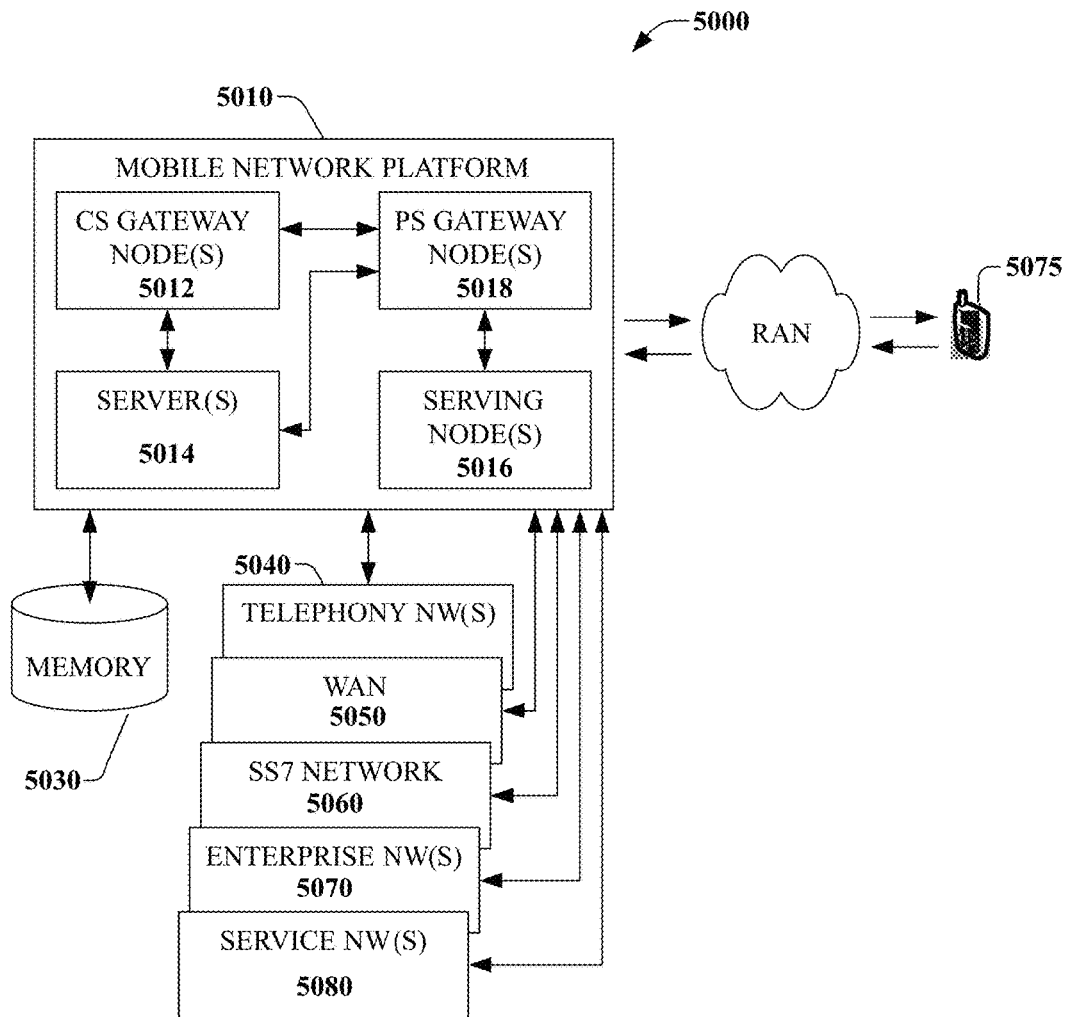 5000
5010
MOBILE NETWORK PLATFORM
CS GATEWAY
NODE(S)
5012
PS GATEWAY
NODE(S)
5018
SERVER(S)
5014
SERVING
NODE(S)
5016
RAN
5075
5040
TELEPHONY NW(S)
MEMORY
5030
WAN
5050
SS7 NETWORK
5060
ENTERPRISE NW(S)
5070
SERVICE NW(S)
5080